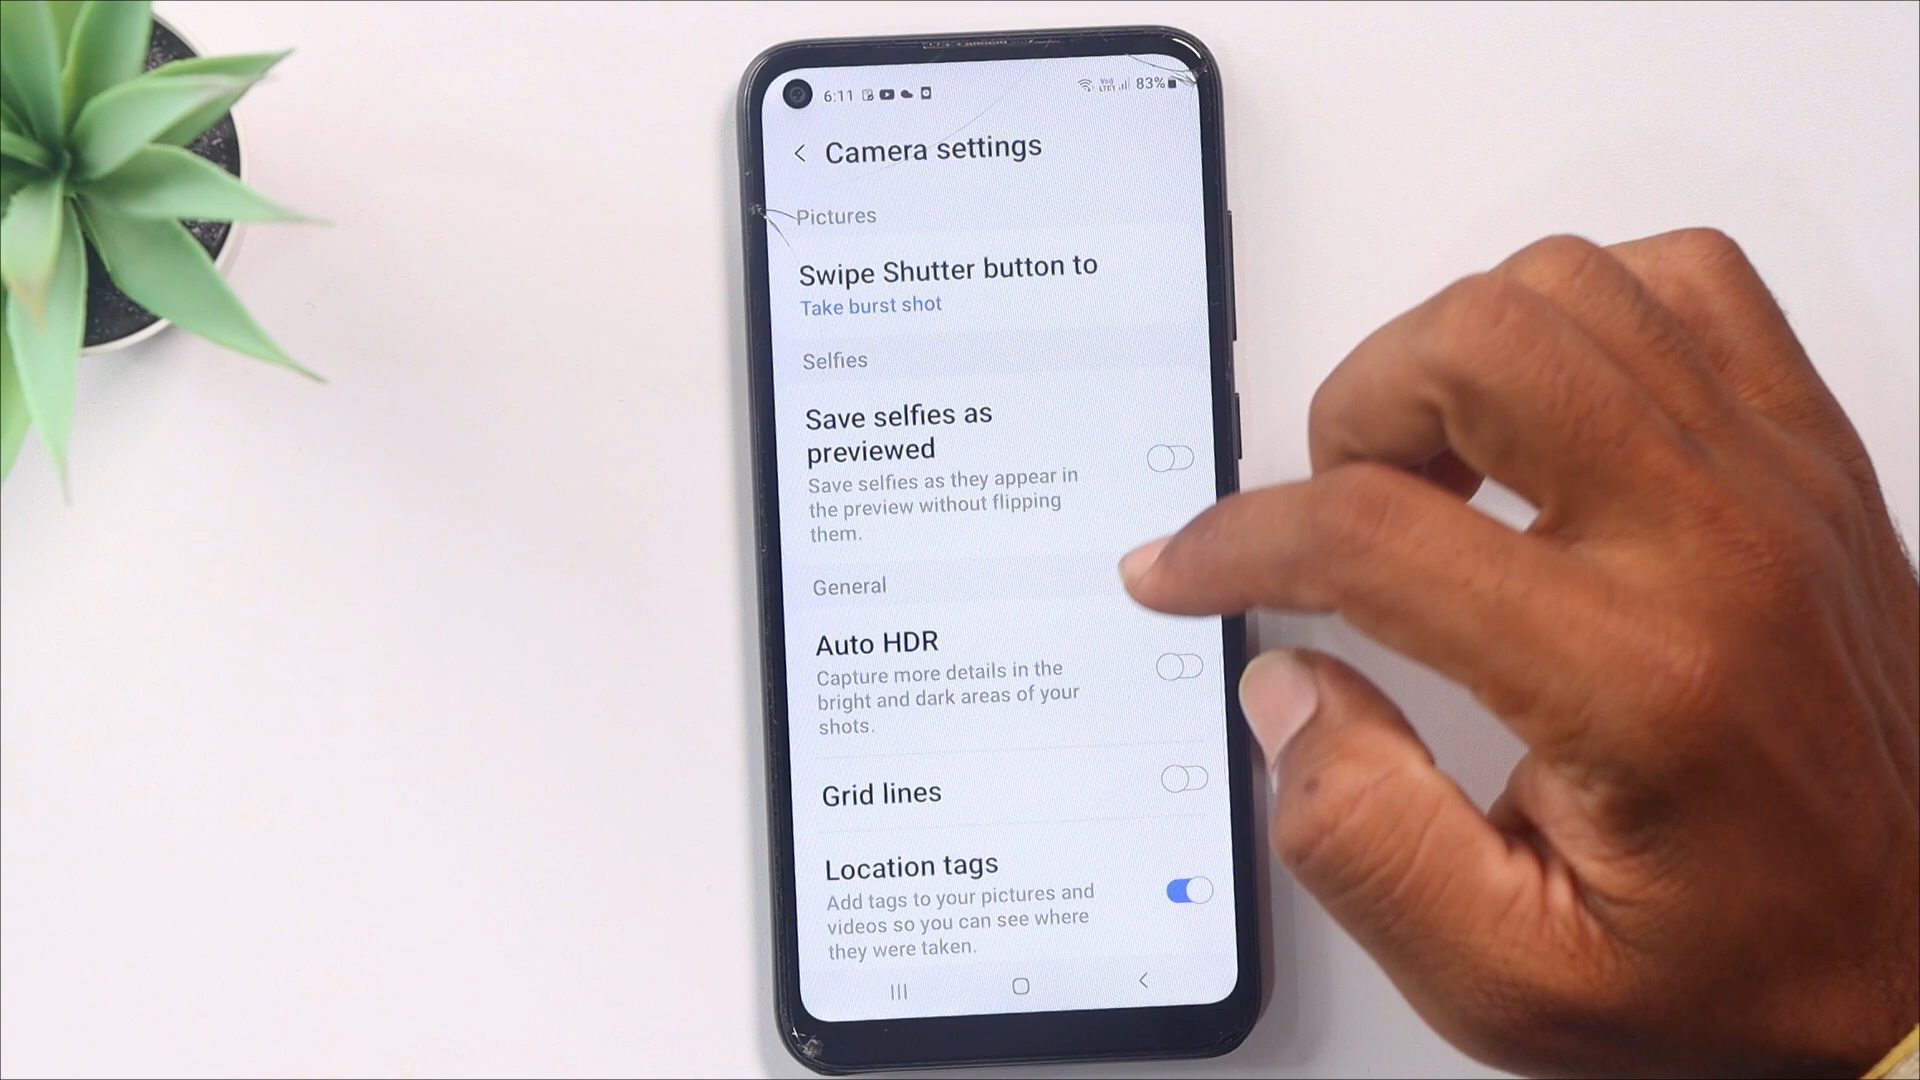 6:11
83%
Camera settings
Pictures
Swipe Shutter button to
Take burst shot
Selfies
Save selfies as
previewed
Save selfies as they appear in
the preview without flipping
them.
General
Auto HDR
Capture more details in the
bright and dark areas of your
shots.
Grid lines
Location tags
Add tags to your pictures and
videos so you can see where
they were taken.